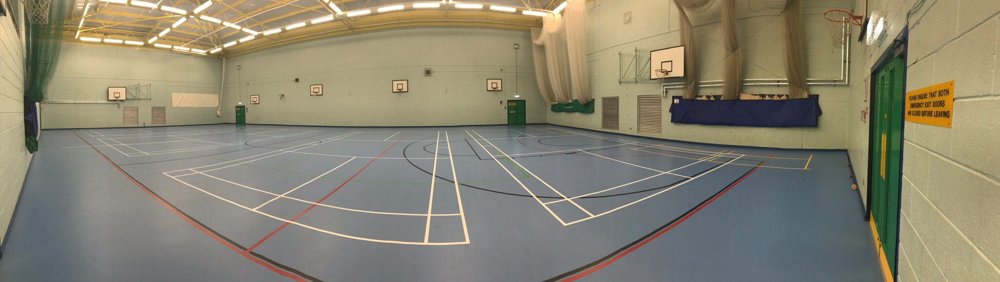 PLEASE ENSURE THAT BOTH
EMERGENCY EXIT DOORS
ARE CLOSED BEFORE LEAVING